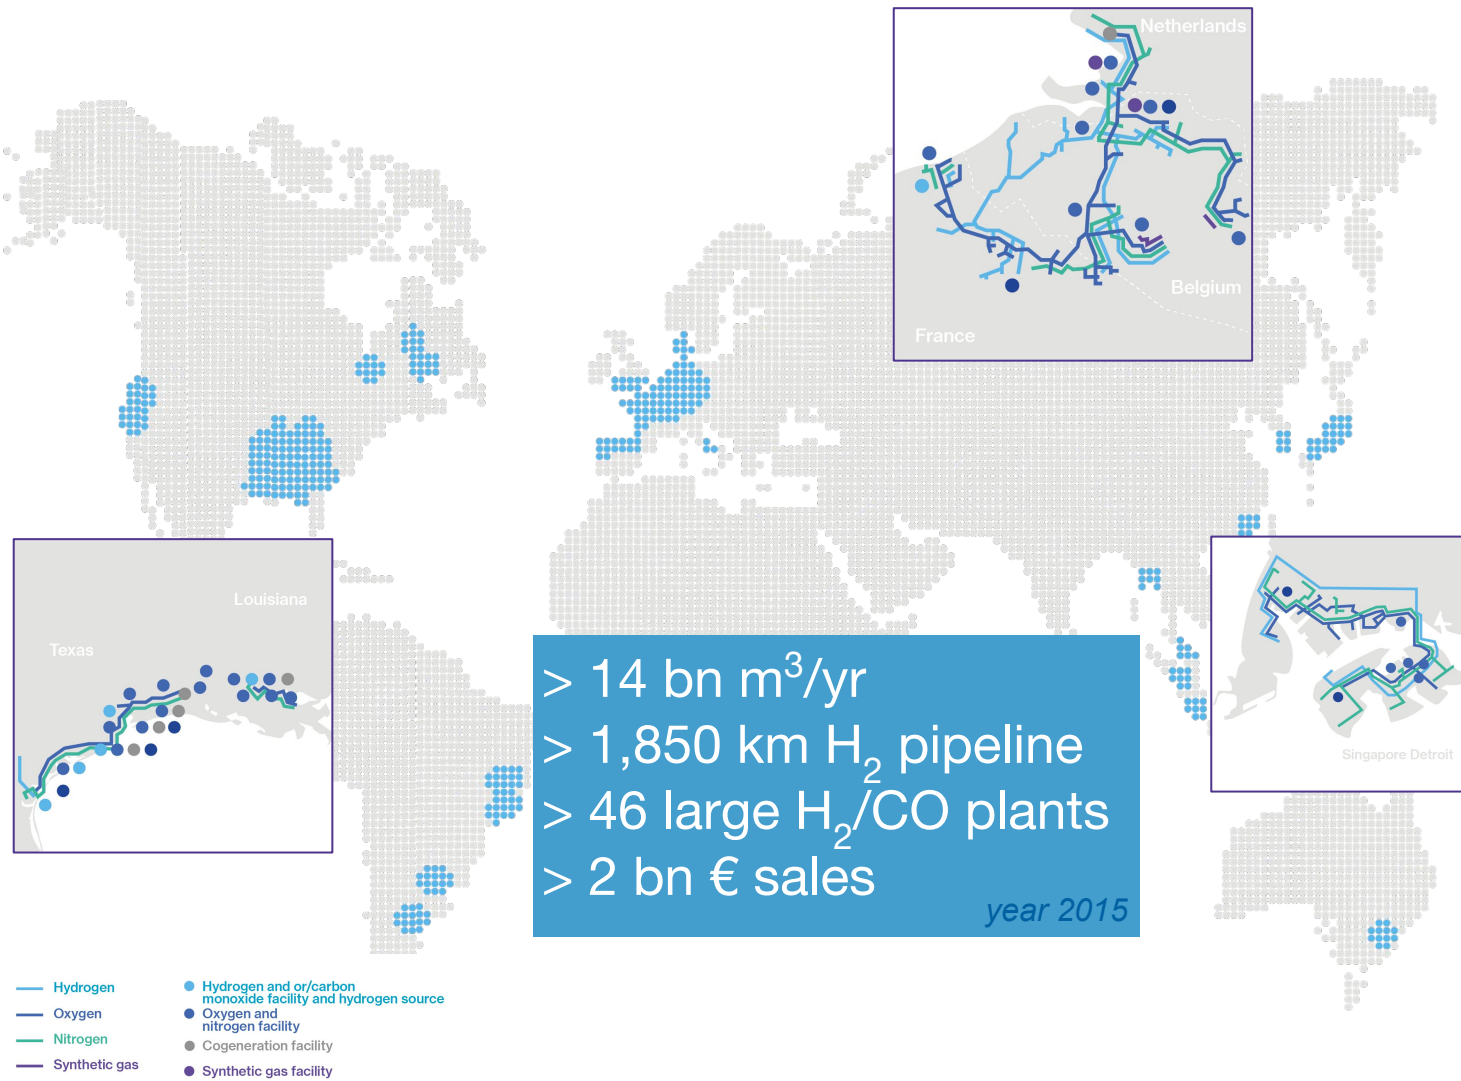 Netherlands
Belgium
France
Louisiana
Texas
Singapore Detroit
> 14 bn m³/yr
> 1,850 km H₂ pipeline
> 46 large H₂/CO plants
> 2 bn € sales
year 2015
Hydrogen
Oxygen
Nitrogen
Synthetic gas
Hydrogen and or/carbon
monoxide facility and hydrogen source
Oxygen and
nitrogen facility
Cogeneration facility
Synthetic gas facility